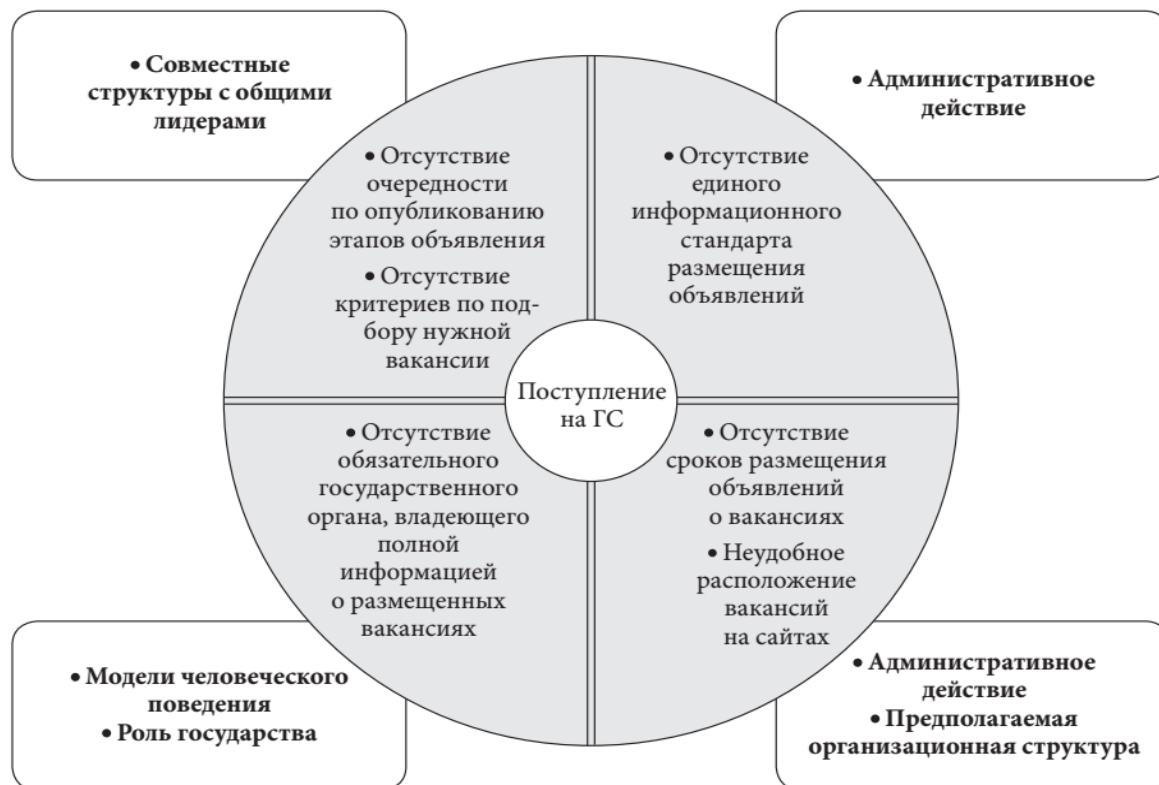 • Совместные
структуры с общими
лидерами
• Административное
действие
• Отсутствие
очередности
по опубликованию
этапов объявления
• Отсутствие
критериев по под-
бору нужной
вакансии
• Отсутствие
единого
информационного
стандарта
размещения
объявлений
Поступление
на ГС
• Отсутствие
обязательного
государственного
органа, владеющего
полной
информацией
о размещенных
вакансиях
• Отсутствие
сроков размещения
объявлений
о вакансиях
• Неудобное
расположение
вакансий
на сайтах
• Модели человеческого
поведения
• Роль государства
• Административное
действие
• Предполагаемая
организационная структура